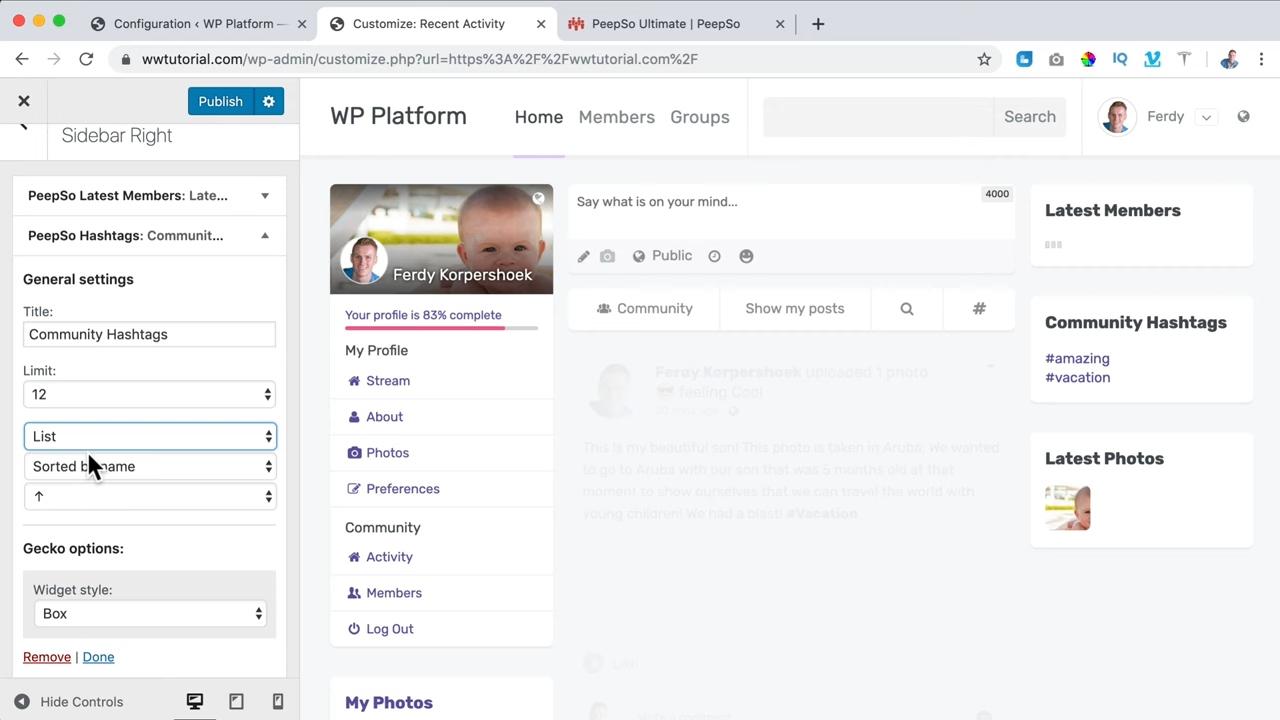 Configuration ‹ WP Platform —
Customize: Recent Activity
PeepSo Ultimate | PeepSo
wwtutorial.com/wp-admin/customize.php?url=https%3A%2F%2Fwwtutorial.com%2F
IQ
Publish
Sidebar Right
PeepSo Latest Members: Late...
PeepSo Hashtags: Communit...
General settings
Title:
Community Hashtags
Limit:
12
List
Sorted by name
↑
Gecko options:
Widget style:
Box
Remove | Done
Hide Controls
WP Platform
Home
Members
Groups
Search
Ferdy
Ferdy Korpershoek
Your profile is 83% complete
My Profile
Stream
About
Photos
Preferences
Community
Activity
Members
Log Out
My Photos
Say what is on your mind...
4000
Public
Community
Show my posts
#
Ferdy Korpershoek uploaded 1 photo
feeling Cool
This is my beautiful son! This photo is taken in Aruba. We wanted
to go to Aruba with our son that was 5 months old at that
moment to show ourselves that we can travel the world with
young children! We had a blast! #Vacation
Like
Write a comment...
Latest Members
Community Hashtags
#amazing
#vacation
Latest Photos